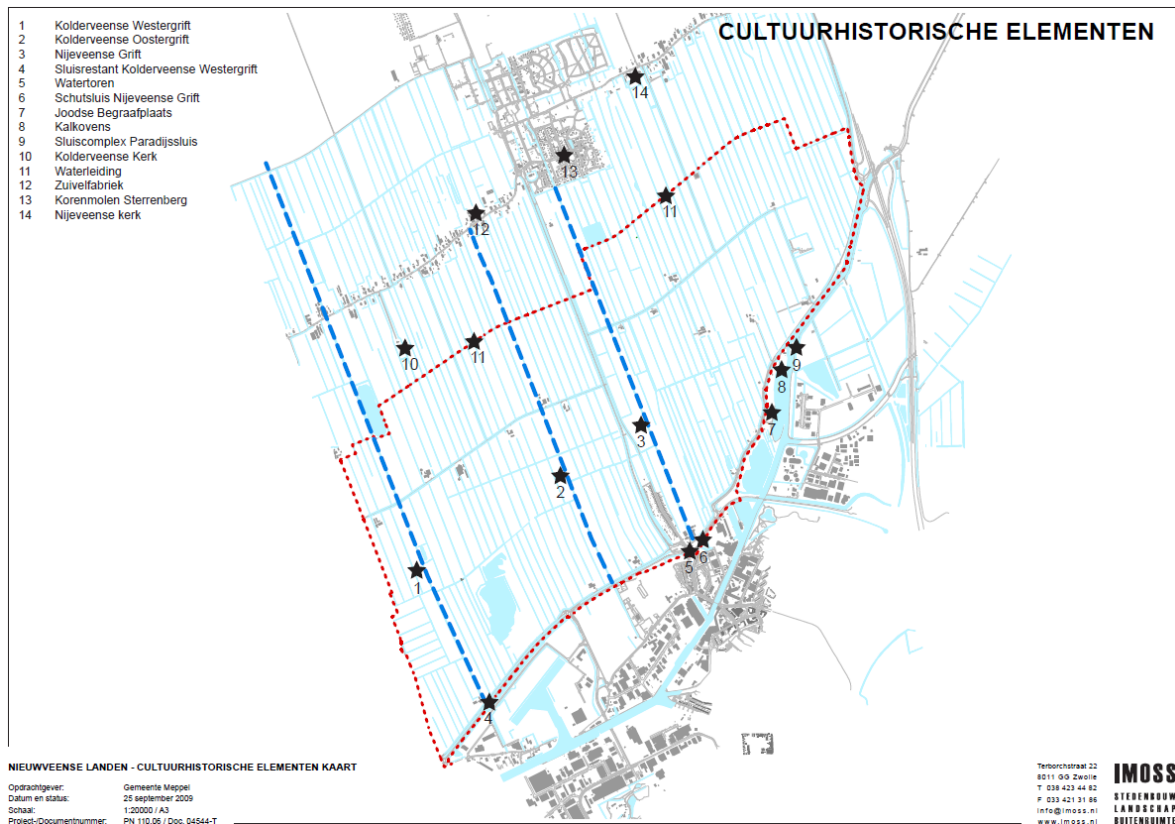 CULTUURHISTORISCHE ELEMENTEN
1 Kolderveense Westergrift
2 Kolderveense Oostergrift
3 Nijeveense Grift
4 Sluisrestant Kolderveense Westergrift
5 Watertoren
6 Schutsluis Nijeveense Grift
7 Joodse Begraafplaats
8 Kalkovens
9 Sluiscomplex Paradijssluis
10 Kolderveense Kerk
11 Waterleiding
12 Zuivelfabriek
13 Korenmolen Sterrenberg
14 Nijeveense kerk
14
13
11
12
10
11
9
8
7
3
2
6
5
1
4
NIEUWVEENSE LANDEN - CULTUURHISTORISCHE ELEMENTEN KAART
Opdrachtgever: Gemeente Meppel
Datum en status: 25 september 2009
Schaal: 1:20000 / A3
Project-/Documentnummer: PN 110.06 / Doc. 04544-T
Terborchstraat 22
8011 GG Zwolle
T 038 423 44 82
F 033 421 31 86
info@imoss.nl
www.imoss.nl
IMOSS
STEDENBOUW
LANDSCHAP
BUITENRUIMTE